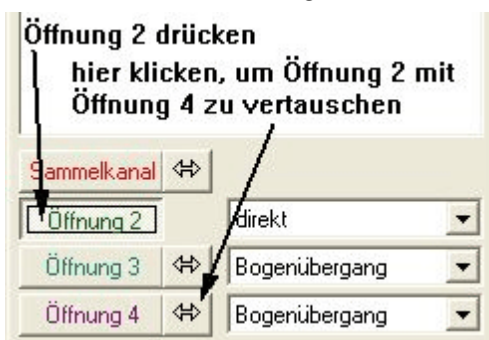 Öffnung 2 drücken
hier klicken, um Öffnung 2 mit
Öffnung 4 zu vertauschen
Sammelkanal
Öffnung 2 direkt
Öffnung 3 Bogenübergang
Öffnung 4 Bogenübergang